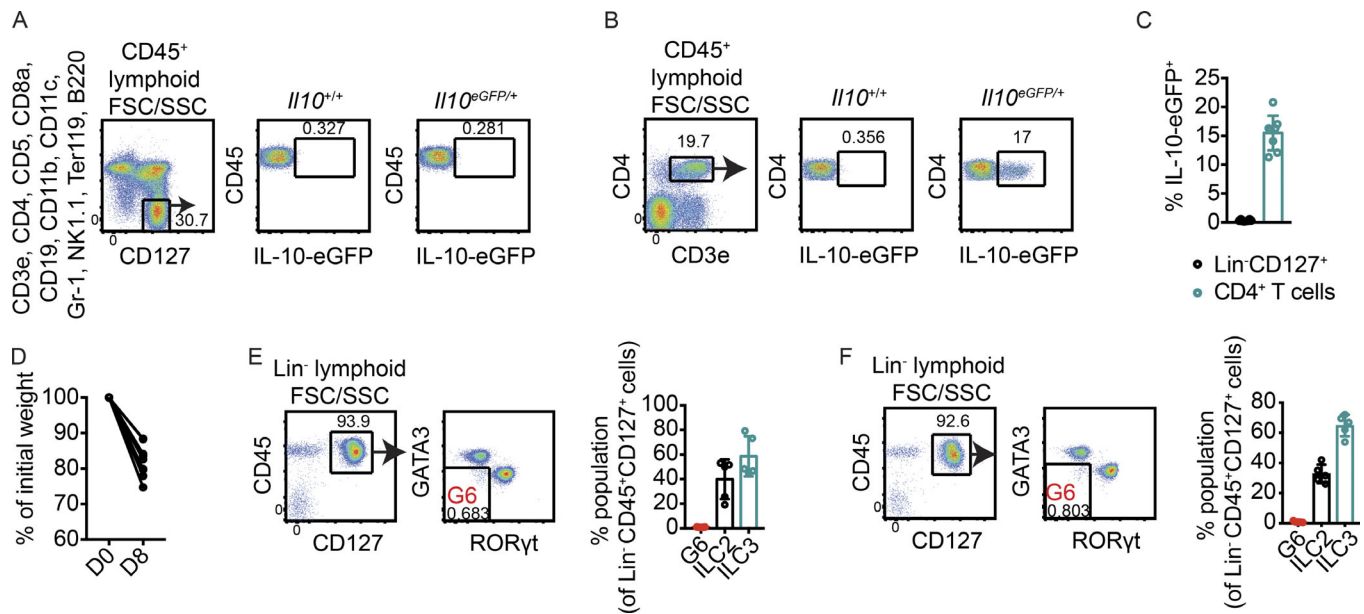 A
CD3e, CD4, CD5, CD8a,
CD19, CD11b, CD11c,
Gr-1, NK1.1, Ter119, B220
CD45⁺
lymphoid
FSC/SSC
0
0
30.7
CD127
Il10⁺/⁺
0.327
CD45
IL-10-eGFP
Il10ᵉᴳᶠᴾ/⁺
0.281
CD45
IL-10-eGFP
B
CD45⁺
lymphoid
FSC/SSC
19.7
CD4
0
0
CD3e
Il10⁺/⁺
0.356
CD4
IL-10-eGFP
Il10ᵉᴳᶠᴾ/⁺
17
CD4
IL-10-eGFP
C
% IL-10-eGFP⁺
25
20
15
10
5
0
Lin⁻CD127⁺
CD4⁺ T cells
D
% of initial weight
100
90
80
70
60
D0
D8
E
Lin⁻ lymphoid
FSC/SSC
93.9
CD45
0
0
CD127
GATA3
G6
0.683
RORγt
% population
(of Lin⁻CD45⁺CD127⁺ cells)
100
80
60
40
20
0
G6
ILC2
ILC3
F
Lin⁻ lymphoid
FSC/SSC
92.6
CD45
0
0
CD127
GATA3
G6
0.803
RORγt
% population
(of Lin⁻CD45⁺CD127⁺ cells)
80
60
40
20
0
G6
ILC2
ILC3